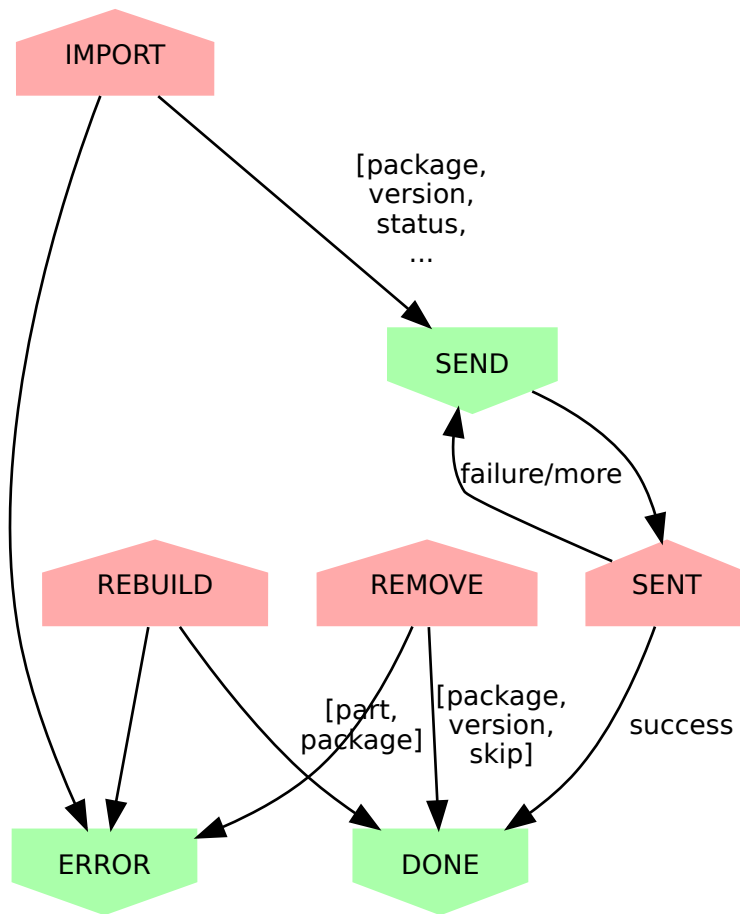 IMPORT
[package,
version,
status,
...
SEND
failure/more
REBUILD
REMOVE
SENT
[part,
package]
[package,
version,
skip]
success
ERROR
DONE